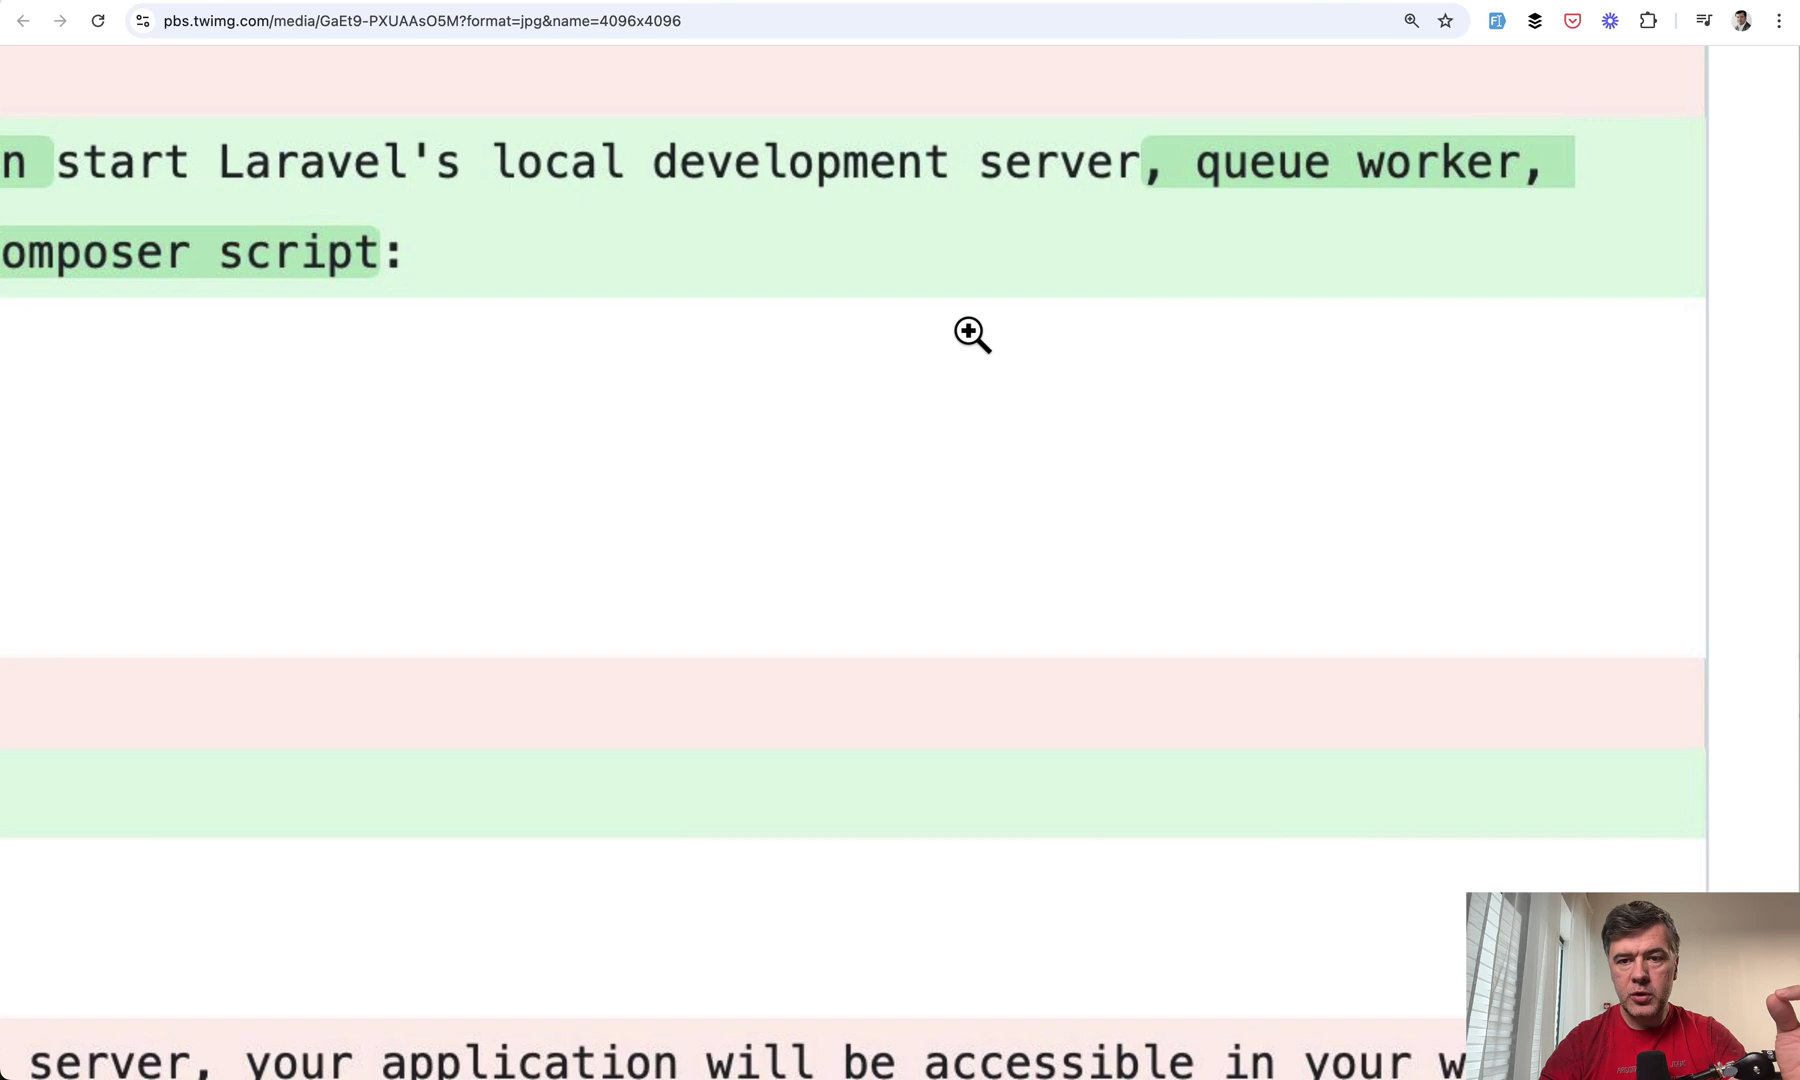 pbs.twimg.com/media/GaEt9-PXUAAsO5M?format=jpg&name=4096x4096
n start Laravel's local development server, queue worker,
omposer script:
server, your application will be accessible in your w